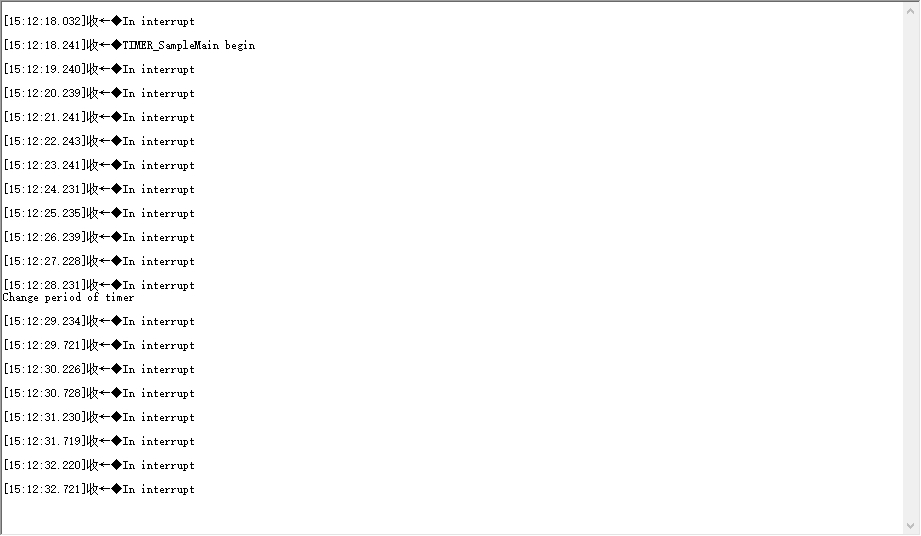 [15:12:18.032]收←◆In interrupt
[15:12:18.241]收←◆TIMER_SampleMain begin
[15:12:19.240]收←◆In interrupt
[15:12:20.239]收←◆In interrupt
[15:12:21.241]收←◆In interrupt
[15:12:22.243]收←◆In interrupt
[15:12:23.241]收←◆In interrupt
[15:12:24.231]收←◆In interrupt
[15:12:25.235]收←◆In interrupt
[15:12:26.239]收←◆In interrupt
[15:12:27.228]收←◆In interrupt
[15:12:28.231]收←◆In interrupt
Change period of timer
[15:12:29.234]收←◆In interrupt
[15:12:29.721]收←◆In interrupt
[15:12:30.226]收←◆In interrupt
[15:12:30.728]收←◆In interrupt
[15:12:31.230]收←◆In interrupt
[15:12:31.719]收←◆In interrupt
[15:12:32.220]收←◆In interrupt
[15:12:32.721]收←◆In interrupt